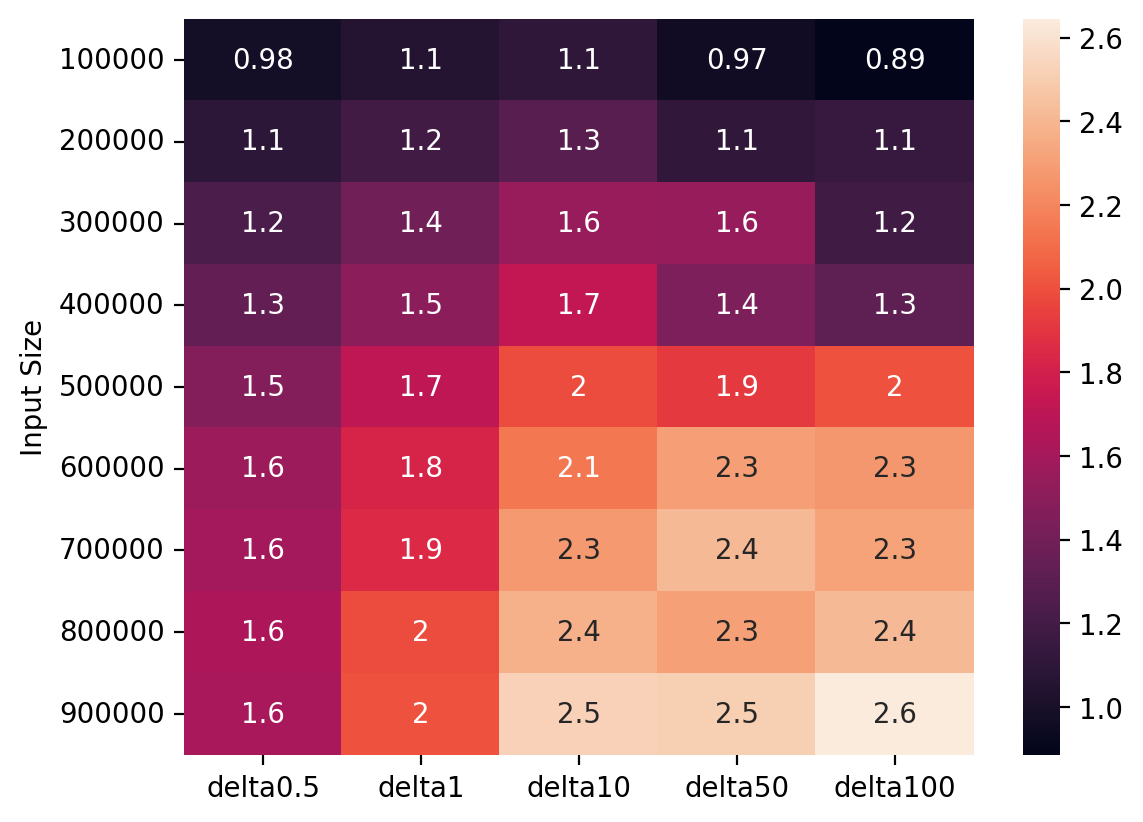 100000 0.98 1.1 1.1 0.97 0.89
200000 1.1 1.2 1.3 1.1 1.1
300000 1.2 1.4 1.6 1.6 1.2
400000 1.3 1.5 1.7 1.4 1.3
500000 1.5 1.7 2 1.9 2
600000 1.6 1.8 2.1 2.3 2.3
700000 1.6 1.9 2.3 2.4 2.3
800000 1.6 2 2.4 2.3 2.4
900000 1.6 2 2.5 2.5 2.6
delta0.5 delta1 delta10 delta50 delta100
Input Size
2.6
2.4
2.2
2.0
1.8
1.6
1.4
1.2
1.0